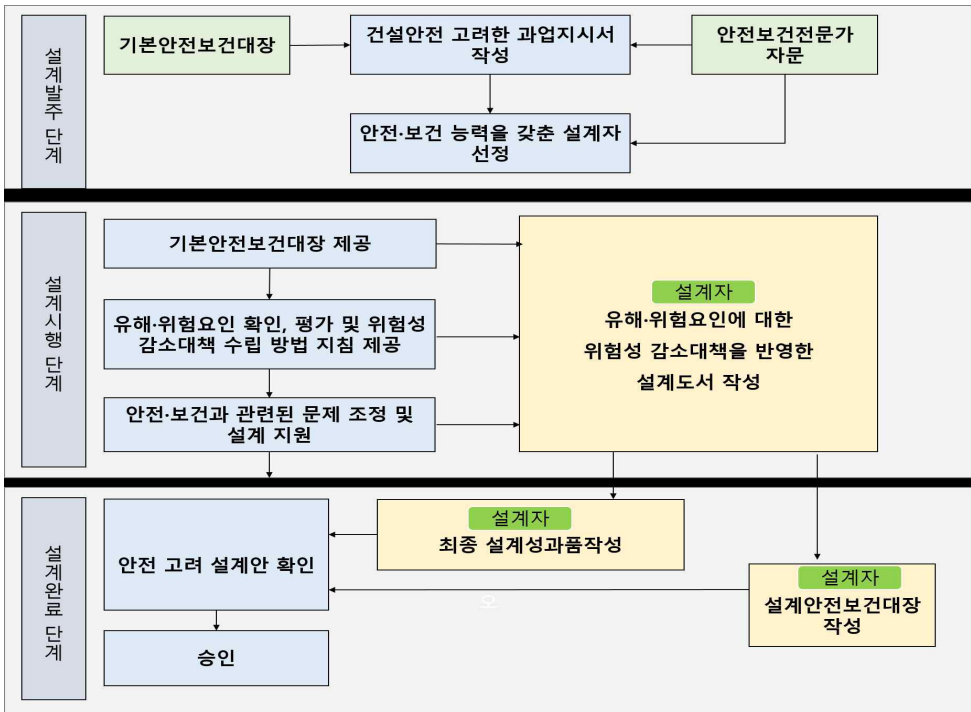 설계발주 단계
기본안전보건대장
건설안전 고려한 과업지시서
작성
안전보건전문가
자문
안전·보건 능력을 갖춘 설계자
선정
설계시행 단계
기본안전보건대장 제공
유해·위험요인 확인, 평가 및 위험성
감소대책 수립 방법 지침 제공
안전·보건과 관련된 문제 조정 및
설계 지원
설계자
유해·위험요인에 대한
위험성 감소대책을 반영한
설계도서 작성
설계완료 단계
안전 고려 설계안 확인
승인
설계자
최종 설계성과품작성
오
설계자
설계안전보건대장
작성